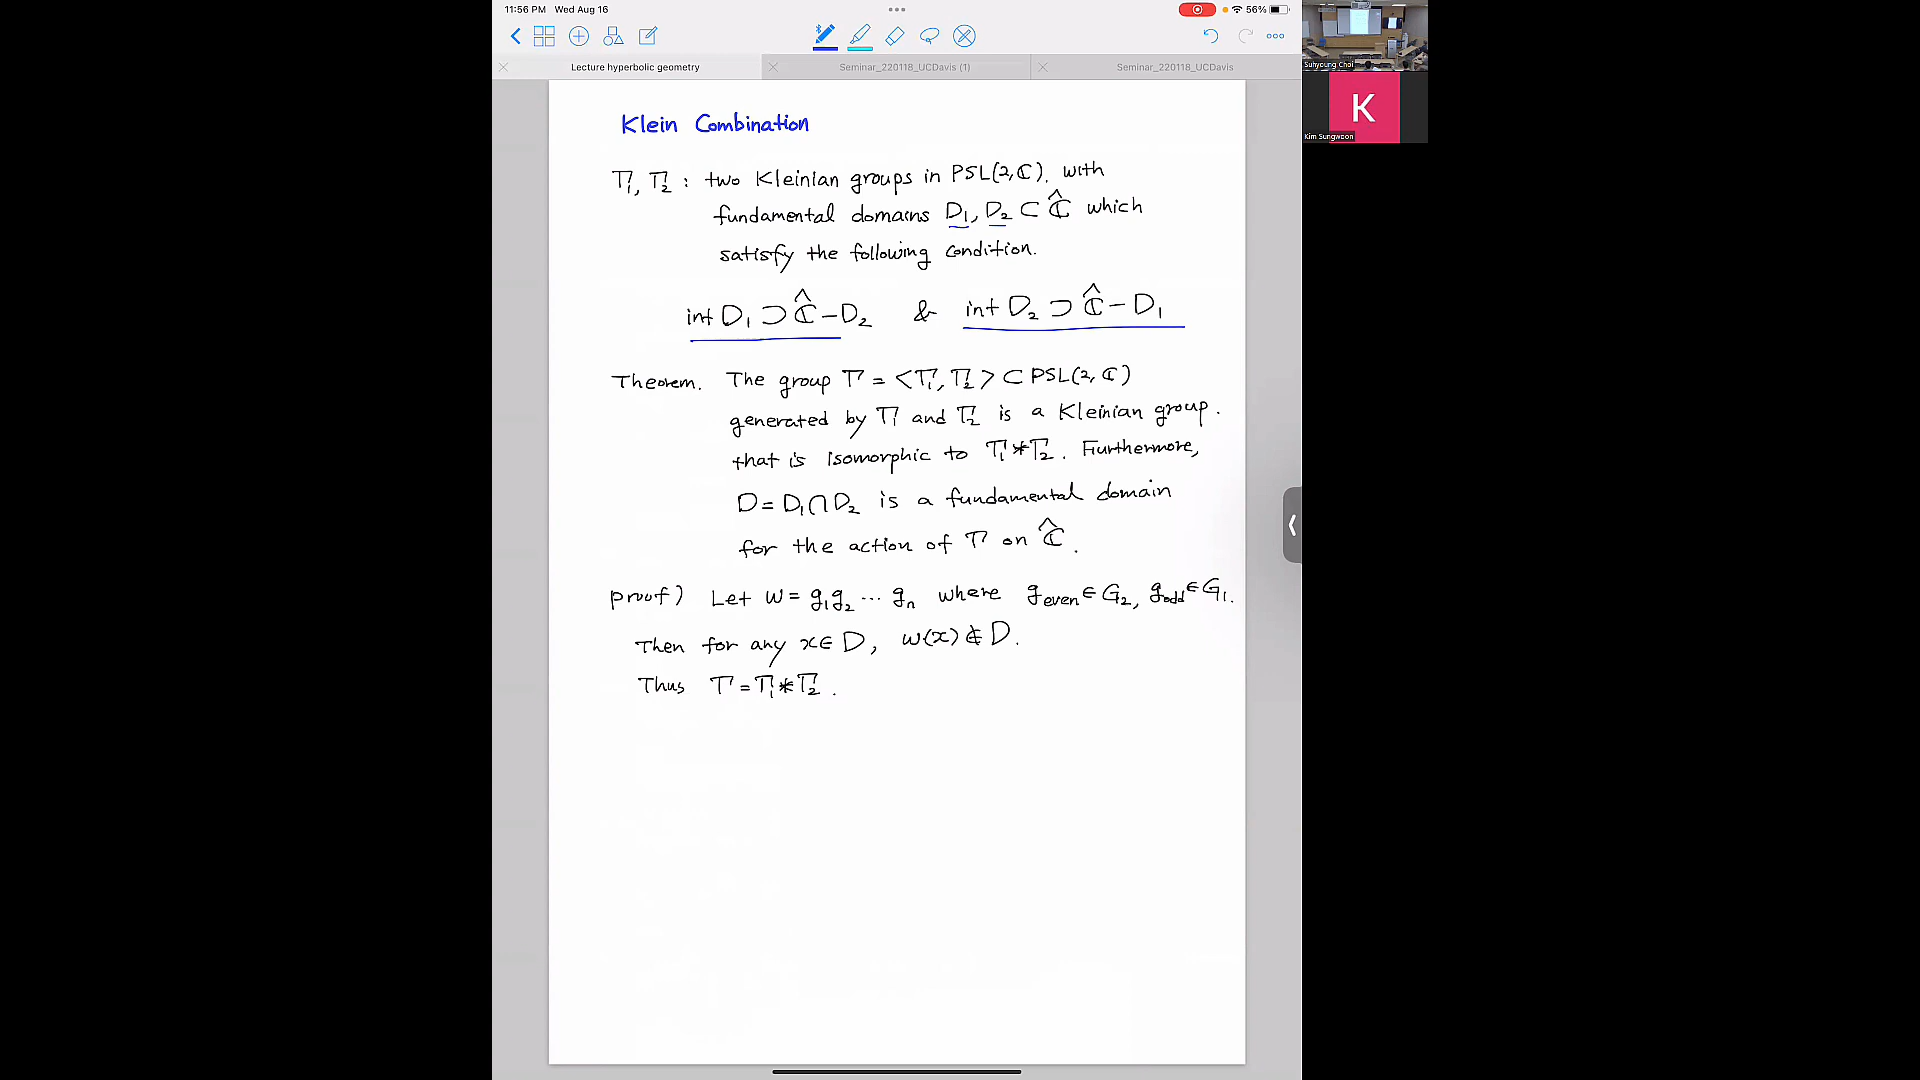 11:56 PM Wed Aug 16
56%
Lecture hyperbolic geometry
Seminar_220118_UCDavis (1)
Seminar_220118_UCDavis
Suhyoung Choi
K
Kim Sungwoon
Klein Combination
Γ₁, Γ₂ : two Kleinian groups in PSL(2,ℂ). with
fundamental domains D₁, D₂ ⊂ ℂ̂ which
satisfy the following condition.
int D₁ ⊃ ℂ̂ − D₂ & int D₂ ⊃ ℂ̂ − D₁
Theorem. The group Γ = <Γ₁, Γ₂> ⊂ PSL(2, ℂ)
generated by Γ₁ and Γ₂ is a Kleinian group.
that is isomorphic to Γ₁*Γ₂. Furthermore,
D = D₁∩D₂ is a fundamental domain
for the action of Γ on ℂ̂.
proof) Let w = g₁g₂ ⋯ gₙ where g_even ∈ G₂, g_odd ∈ G₁.
Then for any x ∈ D, w(x) ∉ D.
Thus Γ = Γ₁*Γ₂.